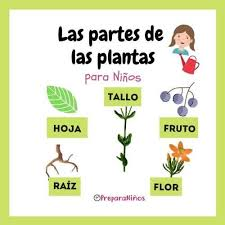 Las partes de
las plantas
para Niños
TALLO
HOJA
FRUTO
RAÍZ
FLOR
@PreparaNiños